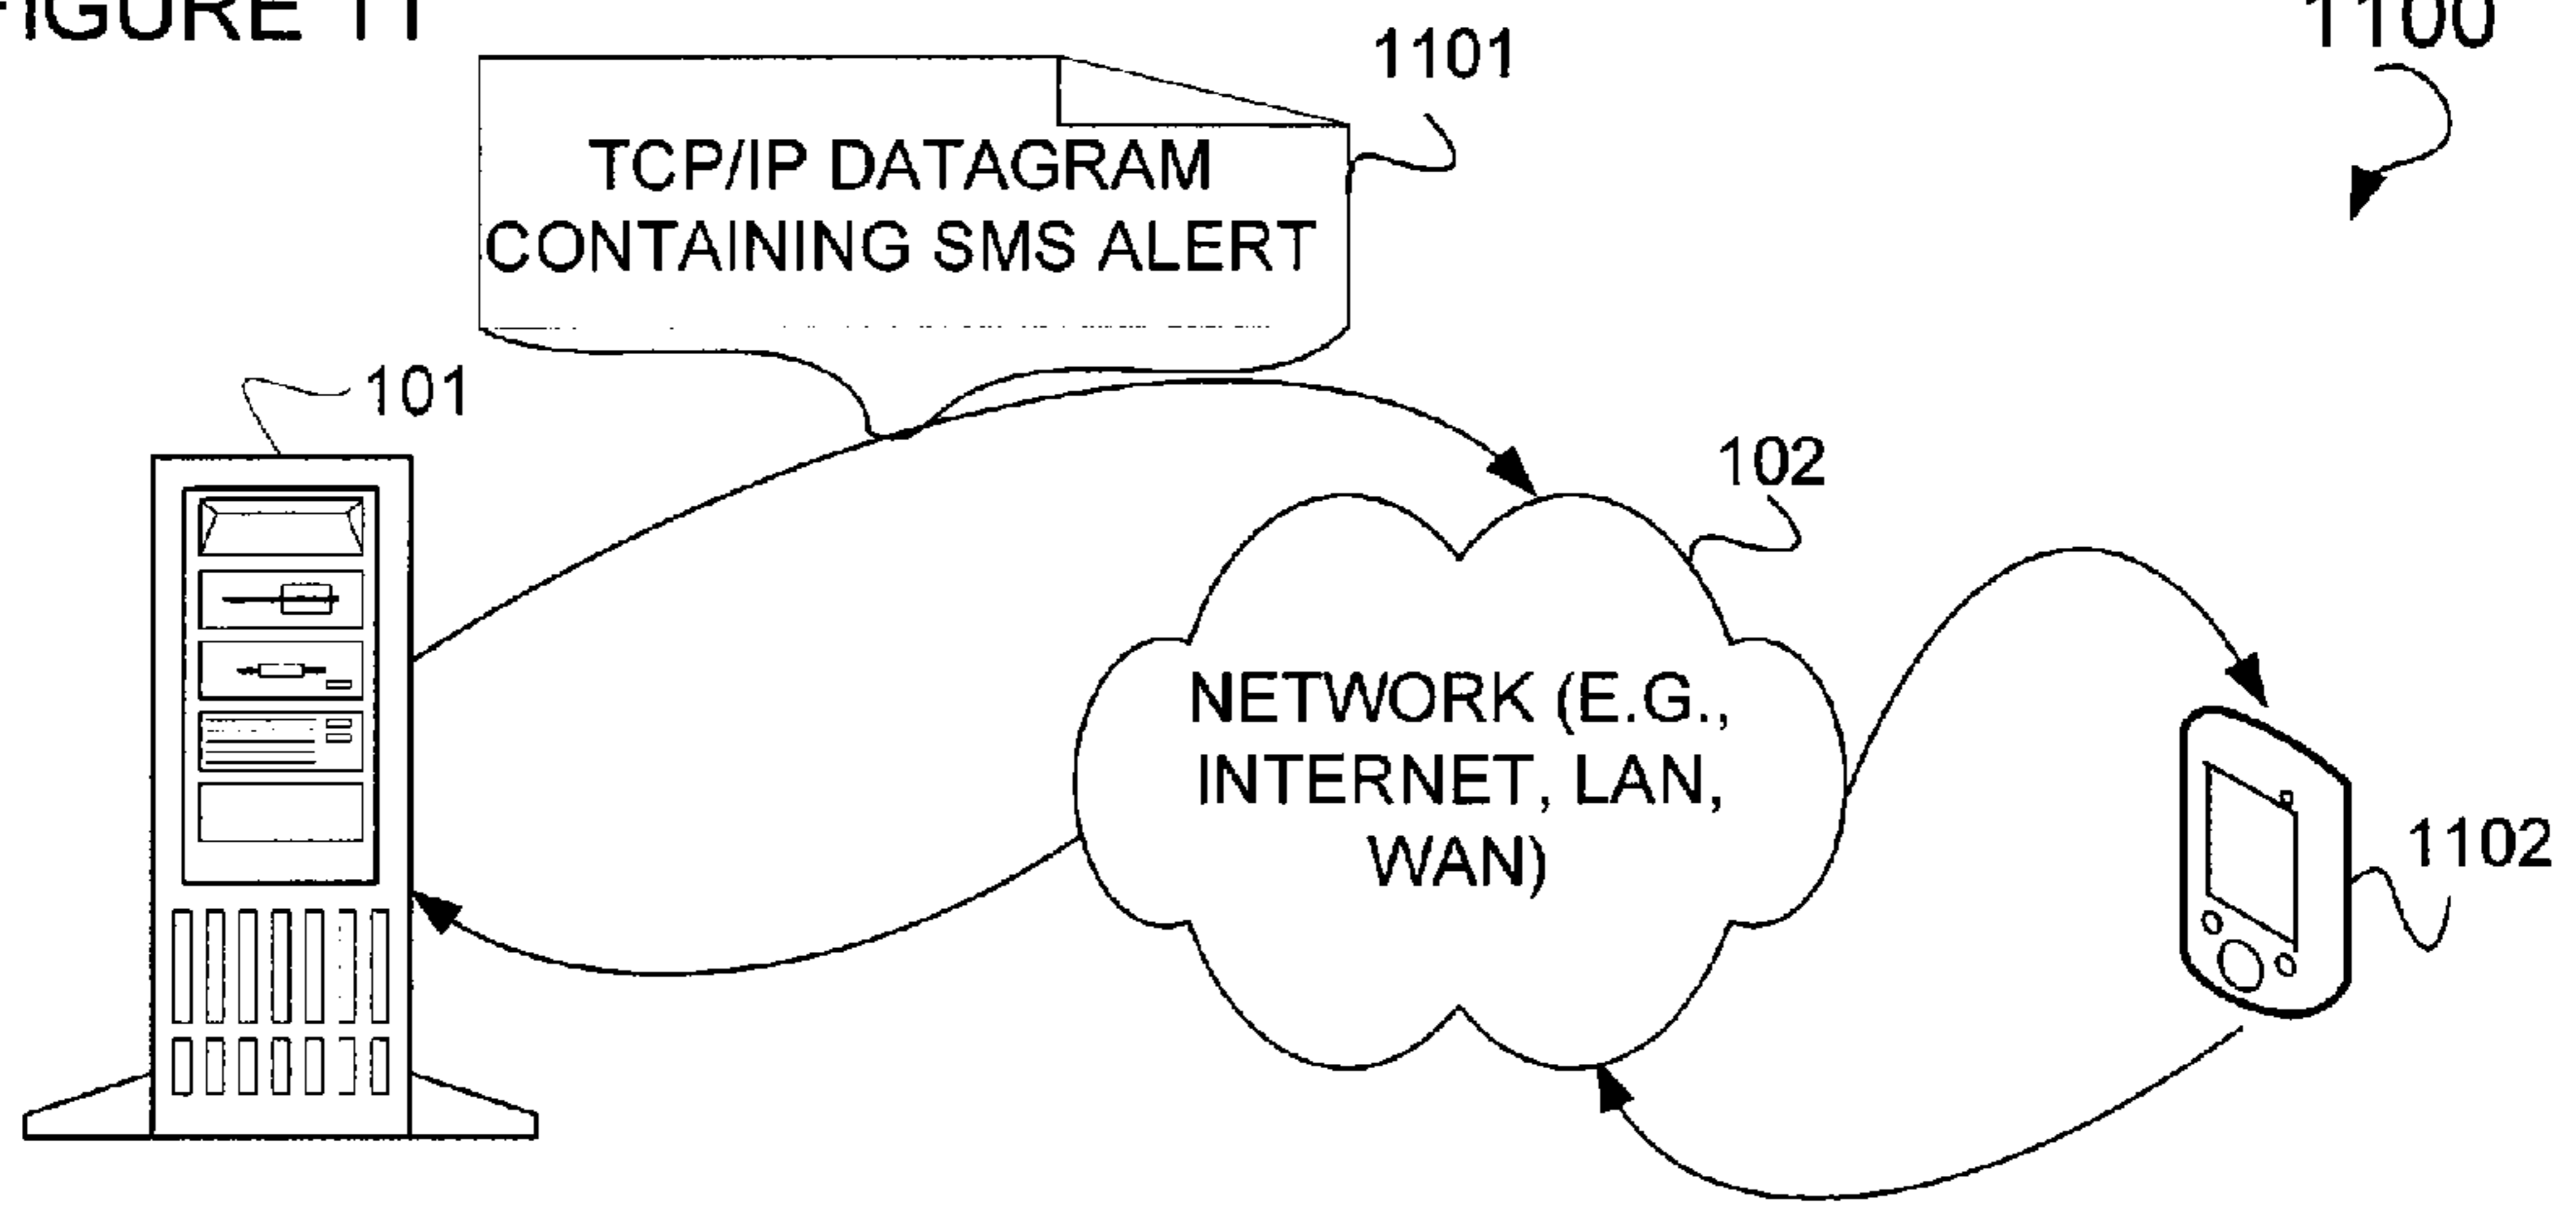 FIGURE 11
1100
1101
TCP/IP DATAGRAM
CONTAINING SMS ALERT
101
102
NETWORK (E.G.,
INTERNET, LAN,
WAN)
1102